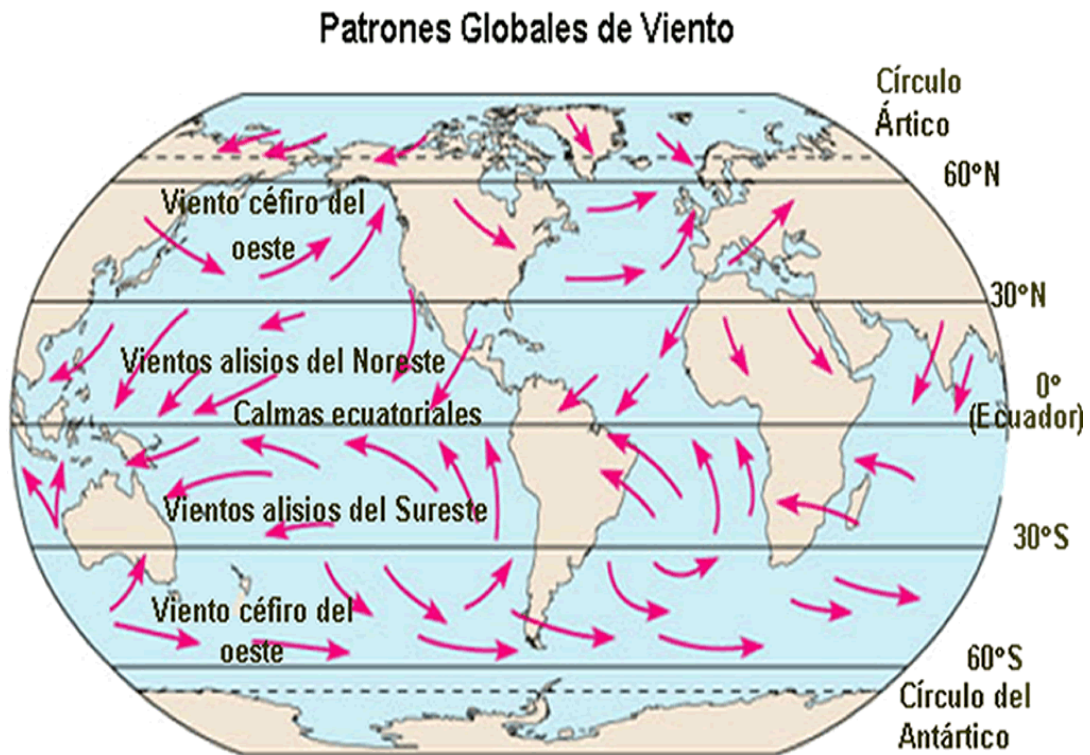 Patrones Globales de Viento
Círculo
Ártico
60°N
Viento céfiro del
oeste
30°N
Vientos alisios del Noreste
0°
Calmas ecuatoriales
(Ecuador)
Vientos alisios del Sureste
30°S
Viento céfiro del
oeste
60°S
Círculo del
Antártico